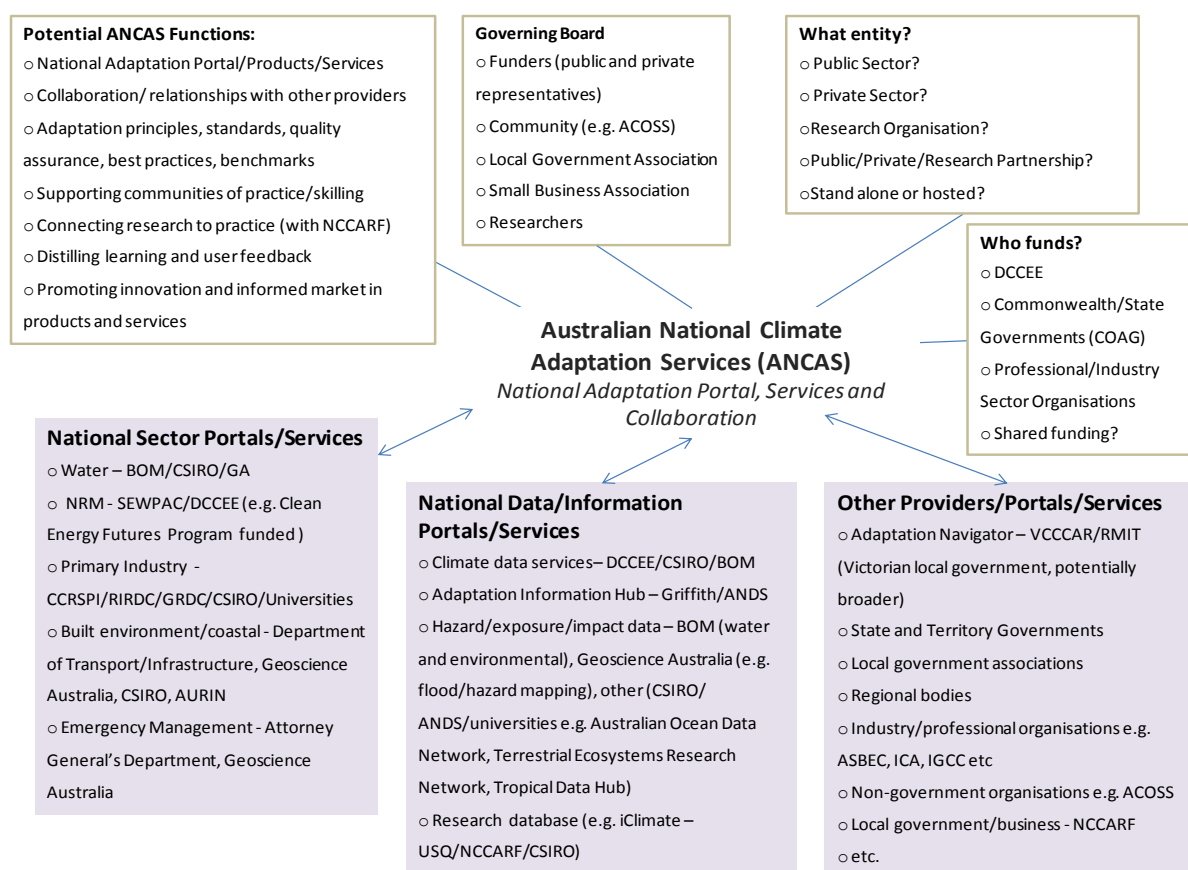 Potential ANCAS Functions:
o National Adaptation Portal/Products/Services
o Collaboration/ relationships with other providers
o Adaptation principles, standards, quality
assurance, best practices, benchmarks
o Supporting communities of practice/skilling
o Connecting research to practice (with NCCARF)
o Distilling learning and user feedback
o Promoting innovation and informed market in
products and services
Governing Board
o Funders (public and private
representatives)
o Community (e.g. ACOSS)
o Local Government Association
o Small Business Association
o Researchers
What entity?
o Public Sector?
o Private Sector?
o Research Organisation?
o Public/Private/Research Partnership?
o Stand alone or hosted?
Who funds?
o DCCEE
o Commonwealth/State
Governments (COAG)
o Professional/Industry
Sector Organisations
o Shared funding?
Australian National Climate
Adaptation Services (ANCAS)
National Adaptation Portal, Services and
Collaboration
National Sector Portals/Services
o Water – BOM/CSIRO/GA
o NRM - SEWPAC/DCCEE (e.g. Clean
Energy Futures Program funded )
o Primary Industry -
CCRSPI/RIRDC/GRDC/CSIRO/Universities
o Built environment/coastal - Department
of Transport/Infrastructure, Geoscience
Australia, CSIRO, AURIN
o Emergency Management - Attorney
General's Department, Geoscience
Australia
National Data/Information
Portals/Services
o Climate data services– DCCEE/CSIRO/BOM
o Adaptation Information Hub – Griffith/ANDS
o Hazard/exposure/impact data – BOM (water
and environmental), Geoscience Australia (e.g.
flood/hazard mapping), other (CSIRO/
ANDS/universities e.g. Australian Ocean Data
Network, Terrestrial Ecosystems Research
Network, Tropical Data Hub)
o Research database (e.g. iClimate –
USQ/NCCARF/CSIRO)
Other Providers/Portals/Services
o Adaptation Navigator – VCCCAR/RMIT
(Victorian local government, potentially
broader)
o State and Territory Governments
o Local government associations
o Regional bodies
o Industry/professional organisations e.g.
ASBEC, ICA, IGCC etc
o Non-government organisations e.g. ACOSS
o Local government/business - NCCARF
o etc.